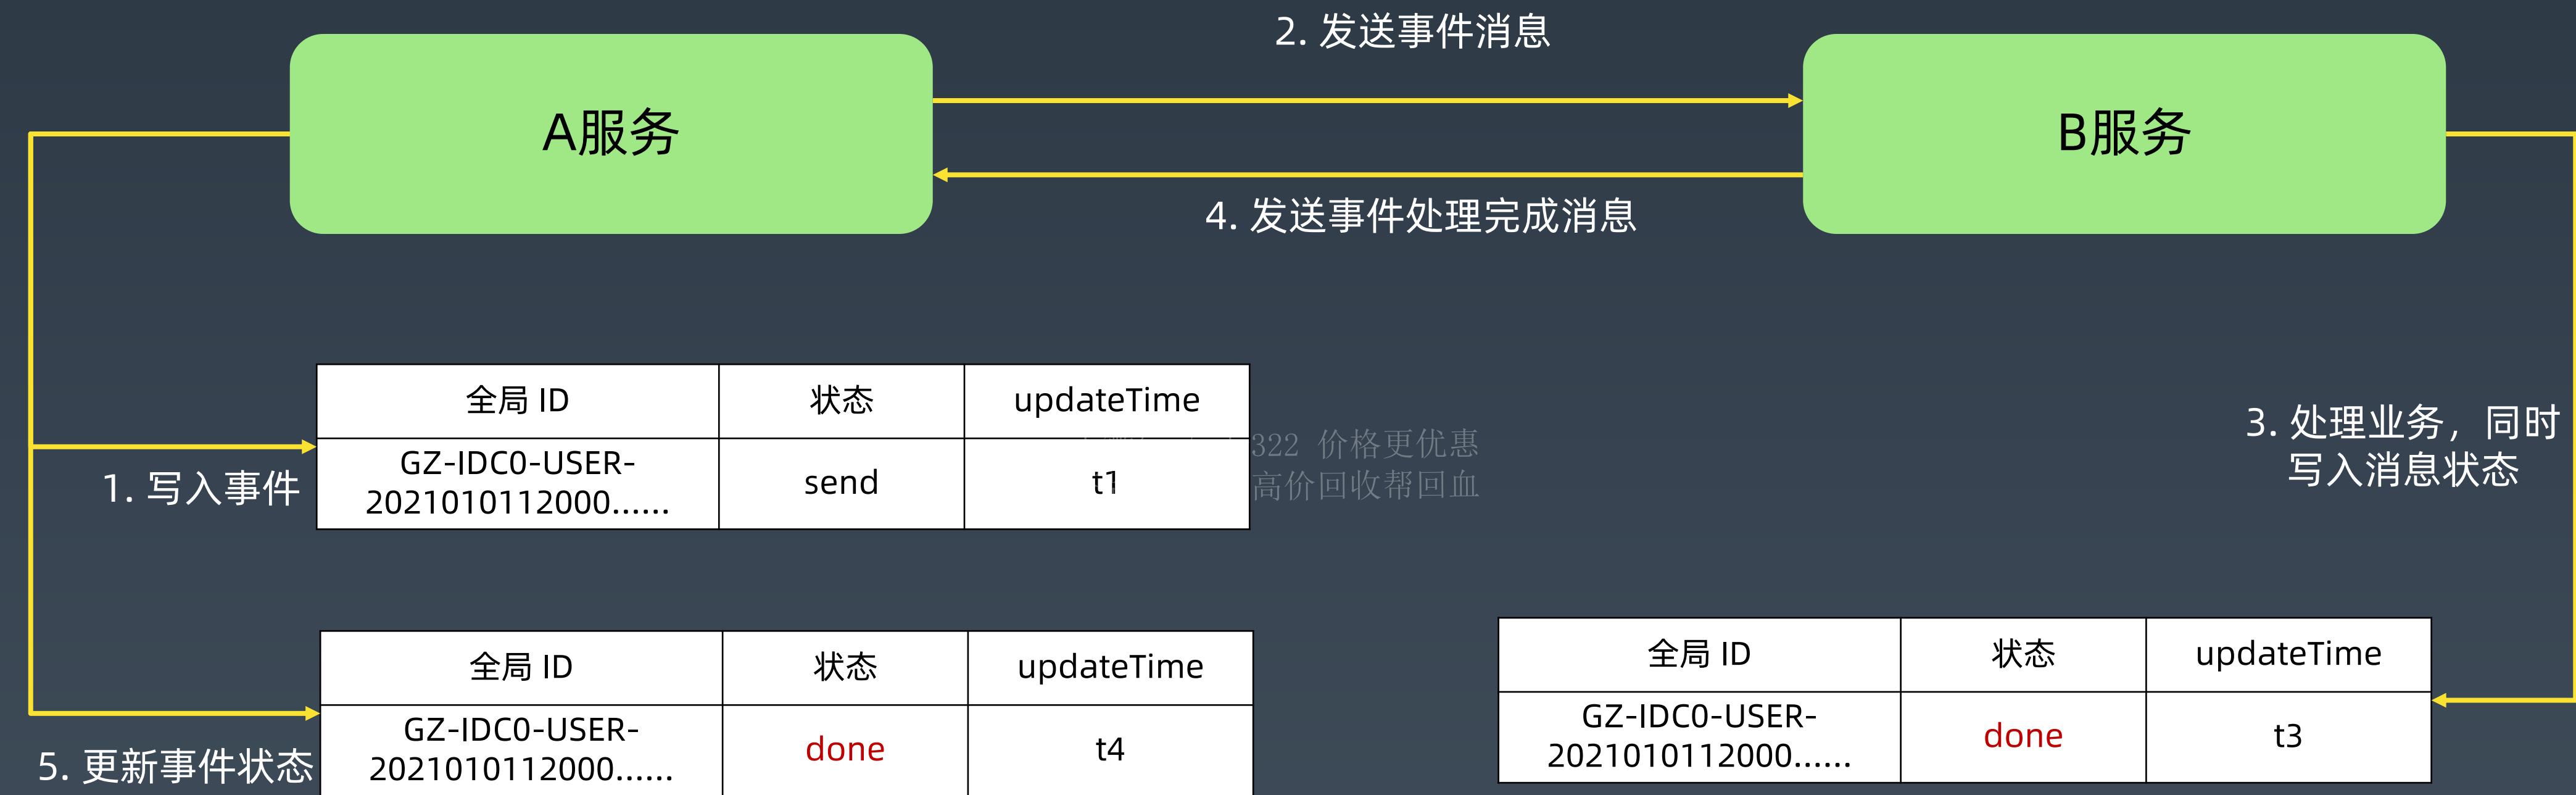 2. 发送事件消息
A服务
B服务
4. 发送事件处理完成消息
全局 ID 状态 updateTime
GZ-IDC0-USER-
2021010112000...... send t1
1. 写入事件
322 价格更优惠
高价回收帮回血
3. 处理业务，同时
写入消息状态
全局 ID 状态 updateTime
GZ-IDC0-USER-
2021010112000...... done t4
5. 更新事件状态
全局 ID 状态 updateTime
GZ-IDC0-USER-
2021010112000...... done t3